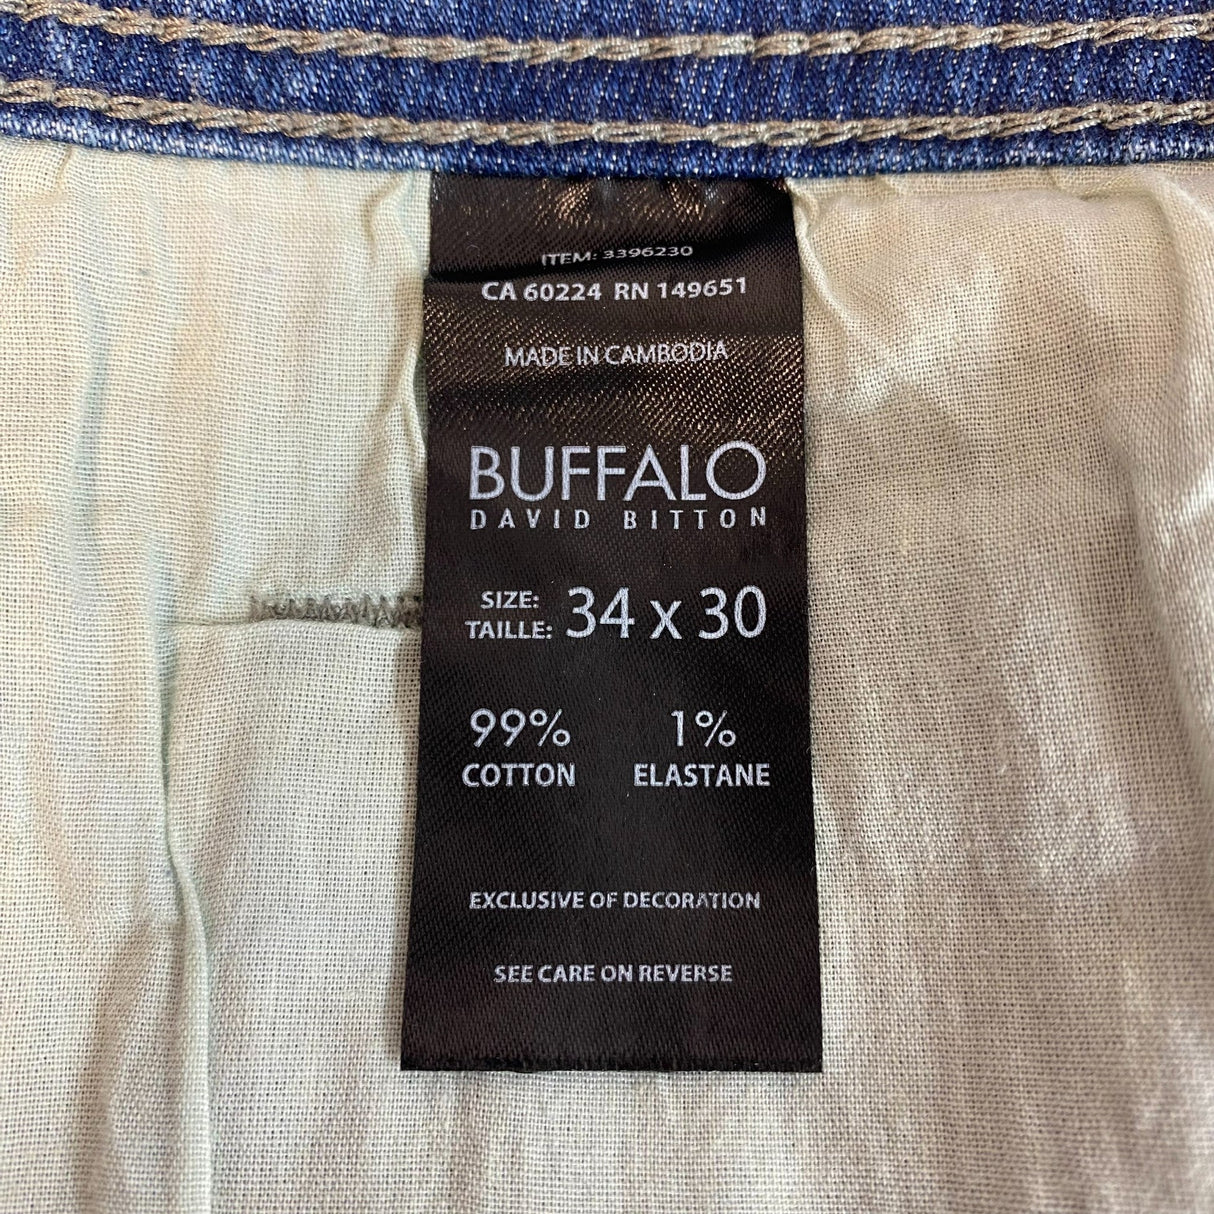 ITEM: 3396230
CA 60224 RN 149651
MADE IN CAMBODIA
BUFFALO
DAVID BITTON
SIZE:
TAILLE: 34 x 30
99% 1%
COTTON ELASTANE
EXCLUSIVE OF DECORATION
SEE CARE ON REVERSE